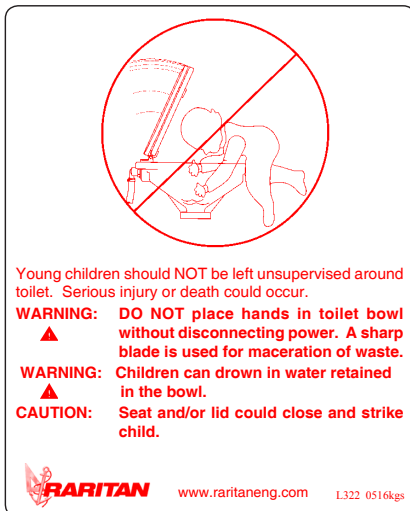 Young children should NOT be left unsupervised around
toilet. Serious injury or death could occur.
WARNING: DO NOT place hands in toilet bowl
without disconnecting power. A sharp
blade is used for maceration of waste.
WARNING: Children can drown in water retained
in the bowl.
CAUTION: Seat and/or lid could close and strike
child.
RARITAN www.raritaneng.com L322 0516kgs